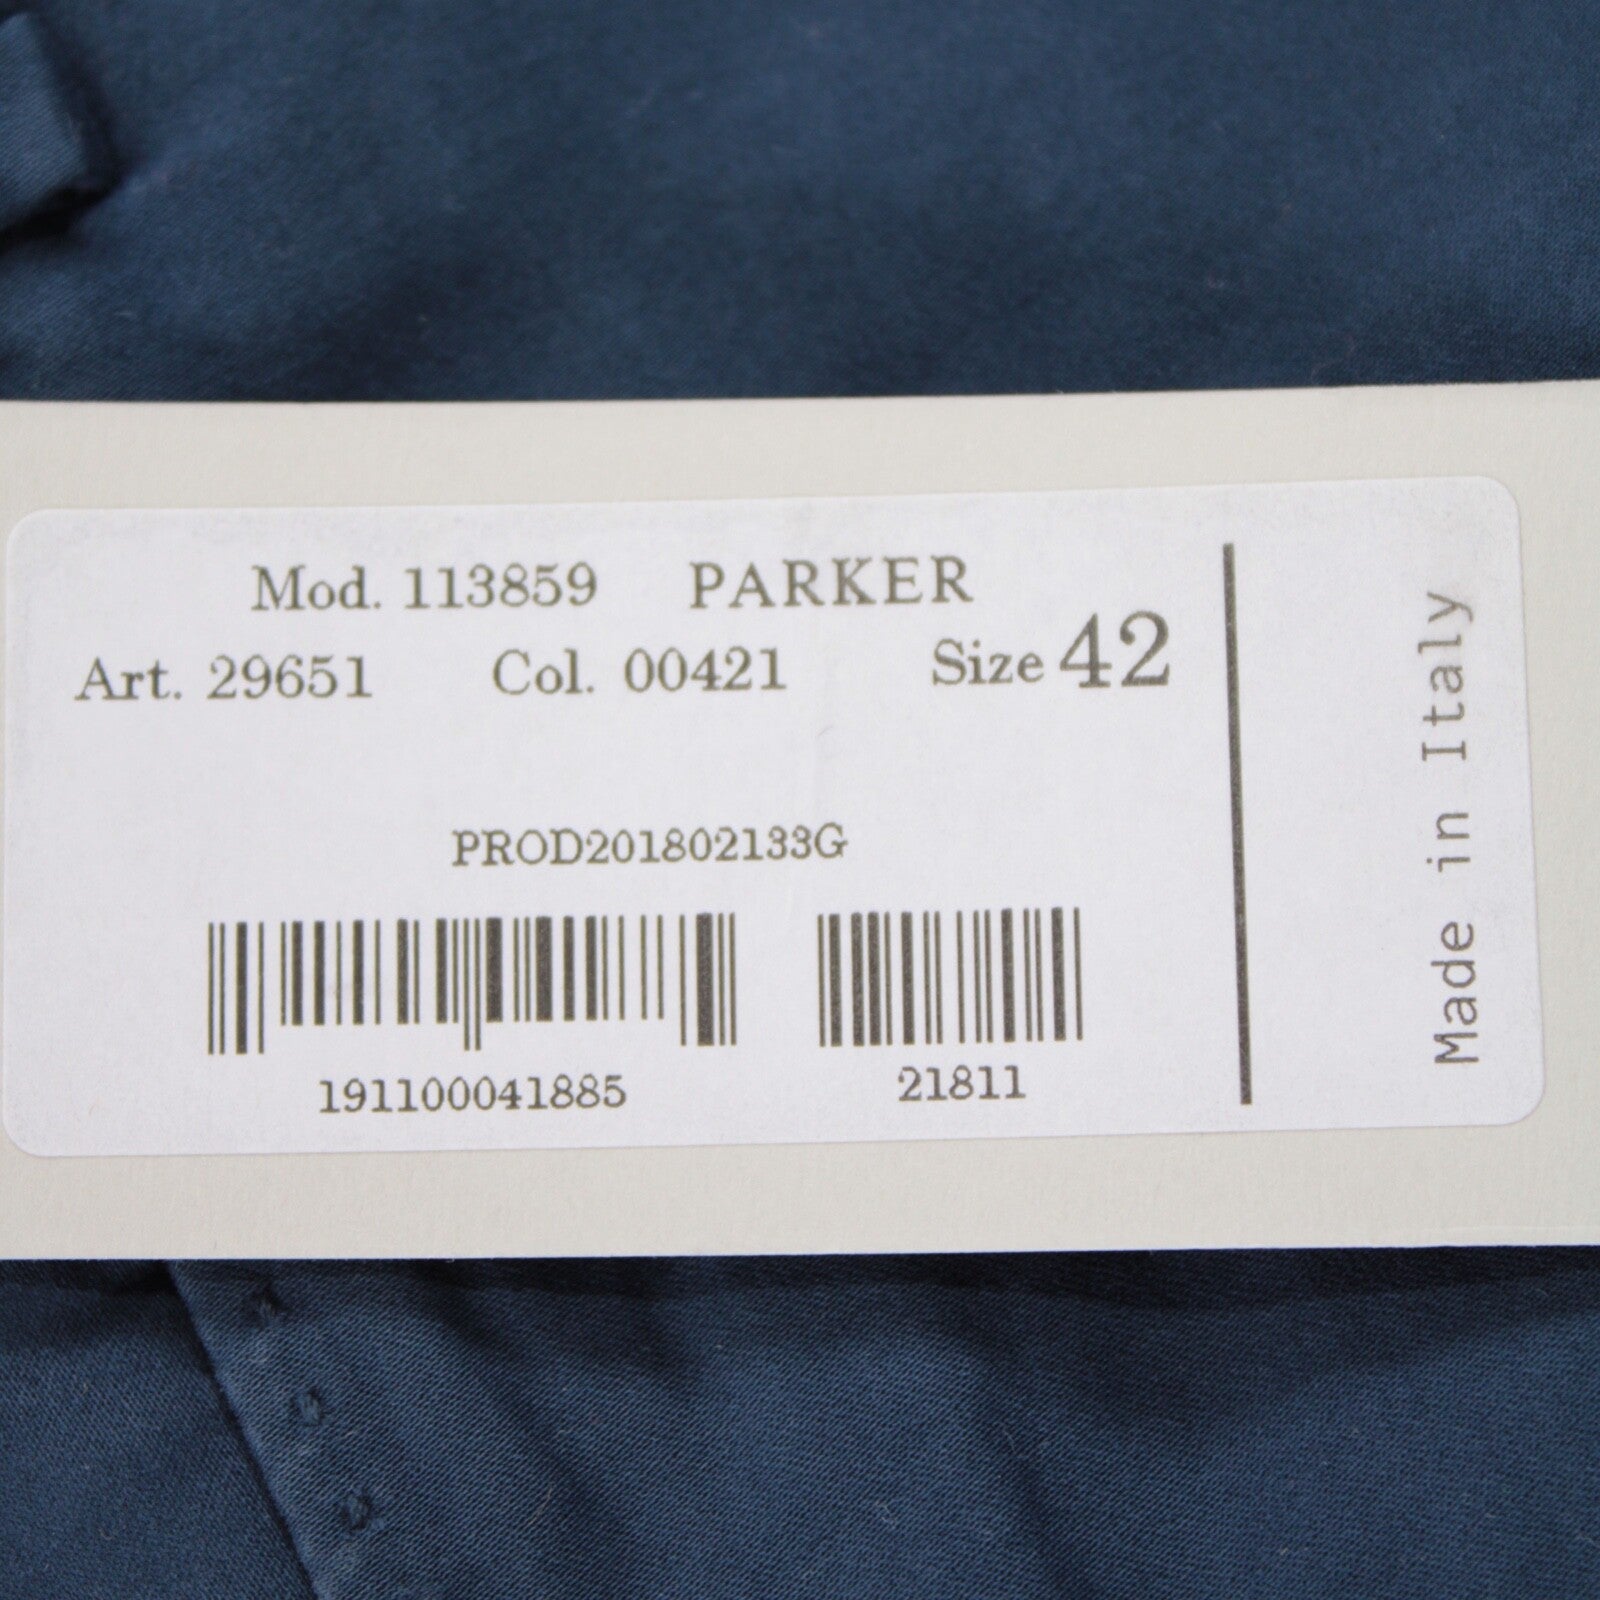 Mod. 113859 PARKER
Art. 29651 Col. 00421 Size 42
PROD201802133G
191100041885 21811
Made in Italy